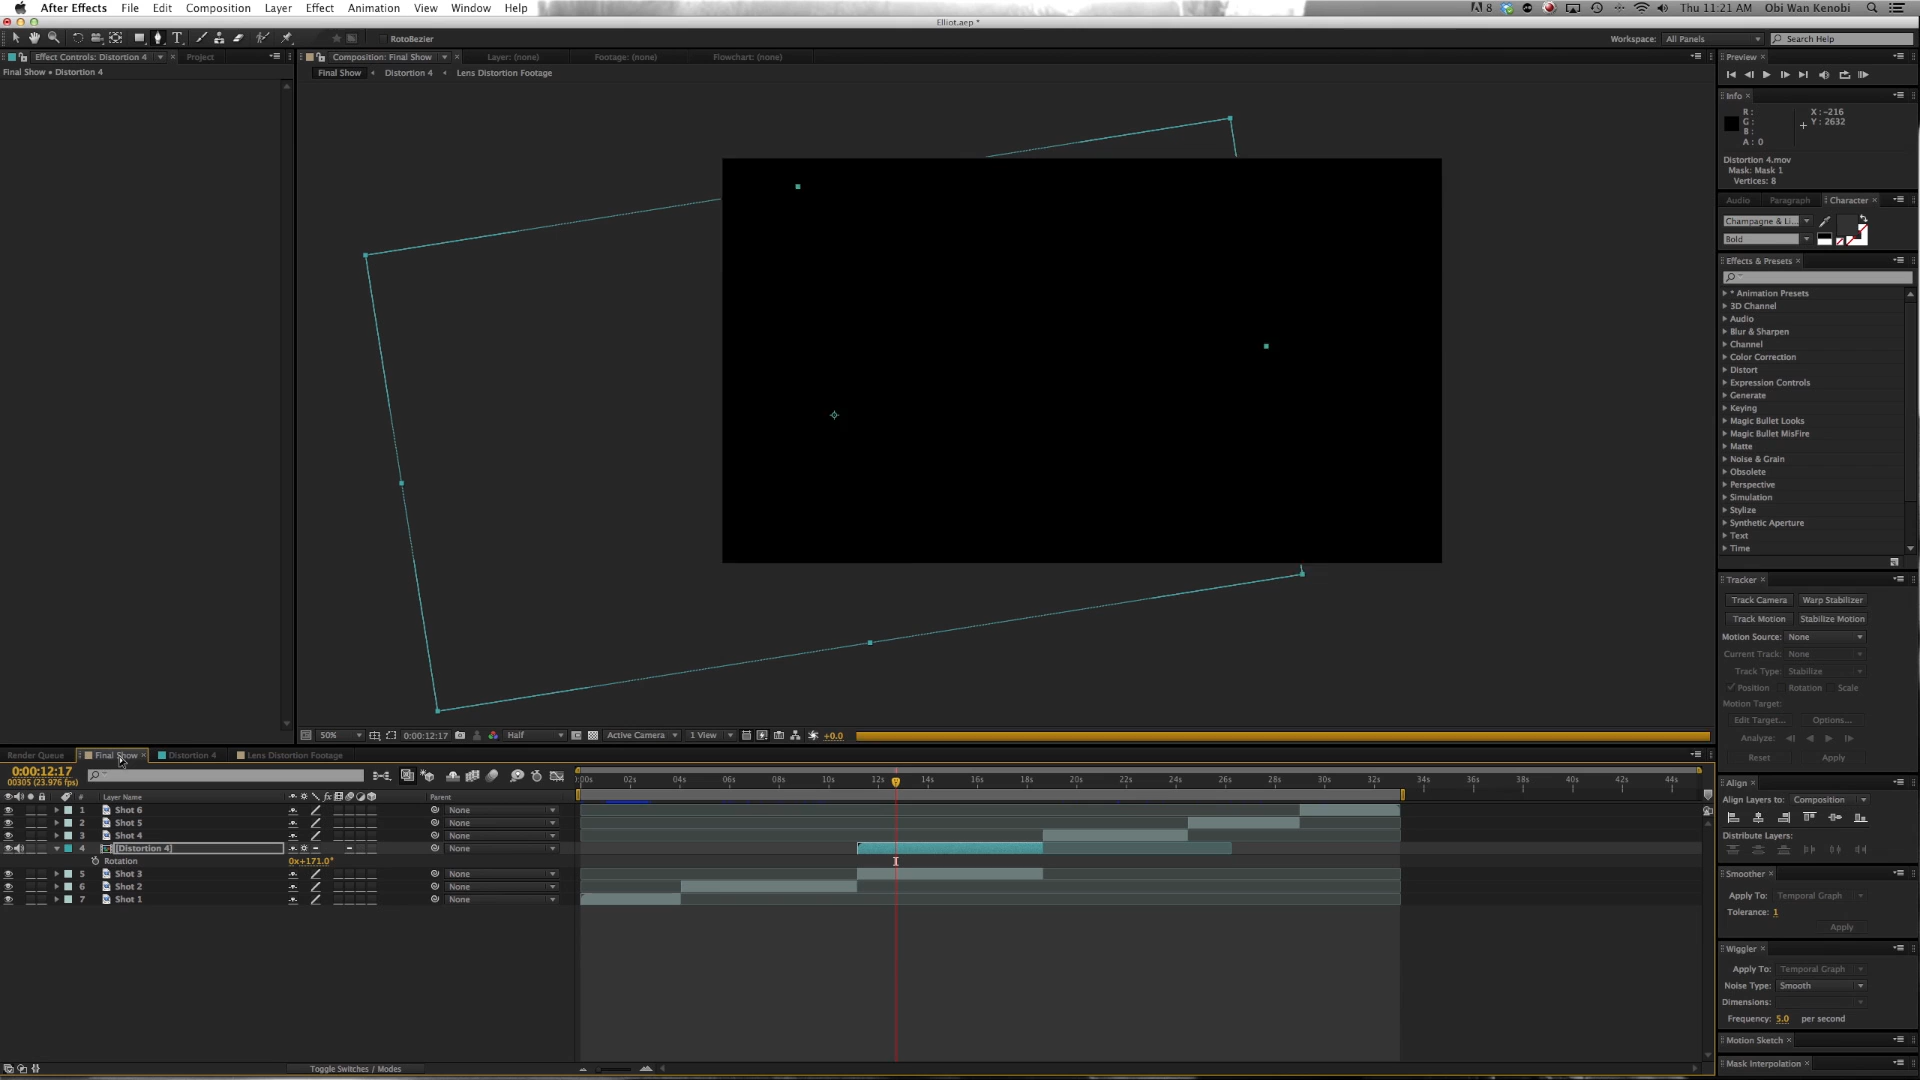 After Effects File Edit Composition Layer Effect Animation View Window Help 8 Thu 11:21 AM Obi Wan Kenobi
Elliot.aep *
RotoBezier Workspace: All Panels Search Help
Effect Controls: Distortion 4 Project Composition: Final Show Layer: (none) Footage: (none) Flowchart: (none) Preview
Final Show • Distortion 4 Final Show Distortion 4 Lens Distortion Footage
Info
R: X: -216
G: Y: 2632
B:
A: 0
Distortion 4.mov
Mask: Mask 1
Vertices: 8
Audio Paragraph Character
Champagne & Li...
Bold
Effects & Presets
* Animation Presets
3D Channel
Audio
Blur & Sharpen
Channel
Color Correction
Distort
Expression Controls
Generate
Keying
Magic Bullet Looks
Magic Bullet MisFire
Matte
Noise & Grain
Obsolete
Perspective
Simulation
Stylize
Synthetic Aperture
Text
Time
Tracker
Track Camera Warp Stabilizer
Track Motion Stabilize Motion
Motion Source: None
Current Track: None
Track Type: Stabilize
Position Rotation Scale
Motion Target:
Edit Target... Options...
Analyze:
Reset Apply
50% 0:00:12:17 Half Active Camera 1 View +0.0
Render Queue Final Show Distortion 4 Lens Distortion Footage
0:00:12:17
00305 (23.976 fps)
:00s 02s 04s 06s 08s 10s 12s 14s 16s 18s 20s 22s 24s 26s 28s 30s 32s 34s 36s 38s 40s 42s 44s
# Layer Name fx Parent
1 Shot 6 None
2 Shot 5 None
3 Shot 4 None
4 [Distortion 4] None
Rotation 0x+171.0°
5 Shot 3 None
6 Shot 2 None
7 Shot 1 None
Toggle Switches / Modes
Align
Align Layers to: Composition
Distribute Layers:
Smoother
Apply To: Temporal Graph
Tolerance: 1
Apply
Wiggler
Apply To: Temporal Graph
Noise Type: Smooth
Dimensions:
Frequency: 5.0 per second
Motion Sketch
Mask Interpolation